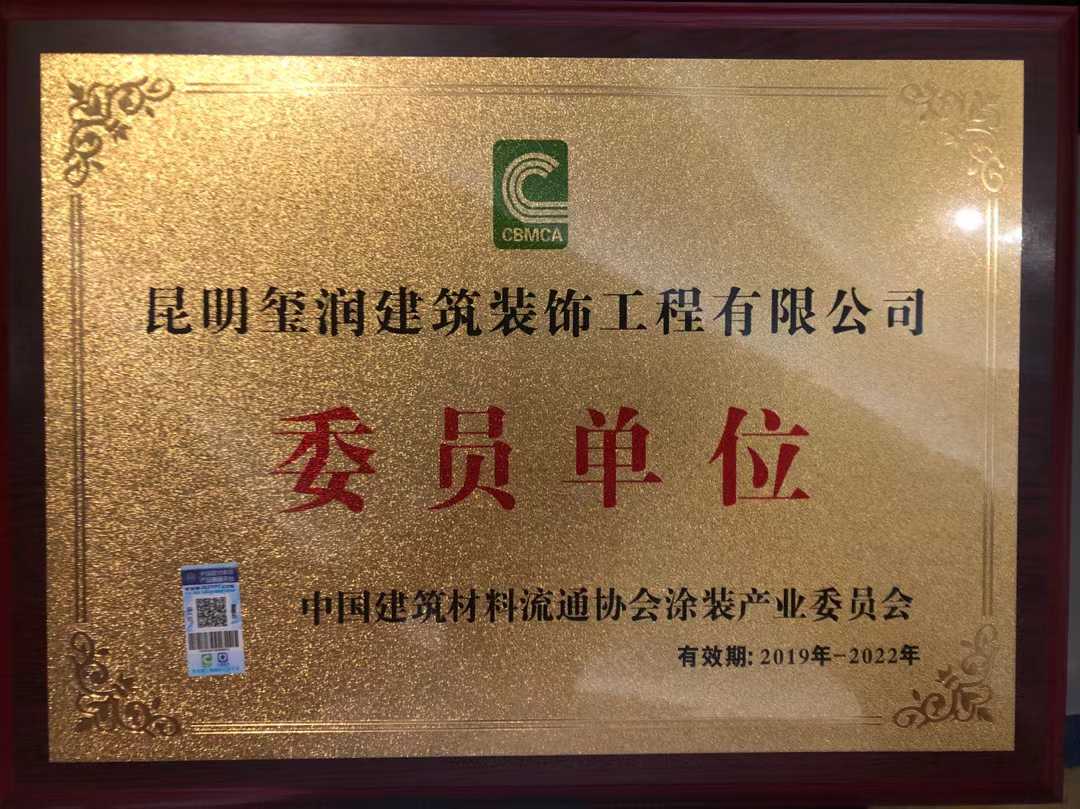 CBMCA
昆明玺润建筑装饰工程有限公司
委员单位
中国建筑材料流通协会涂装产业委员会
有效期: 2019年-2022年